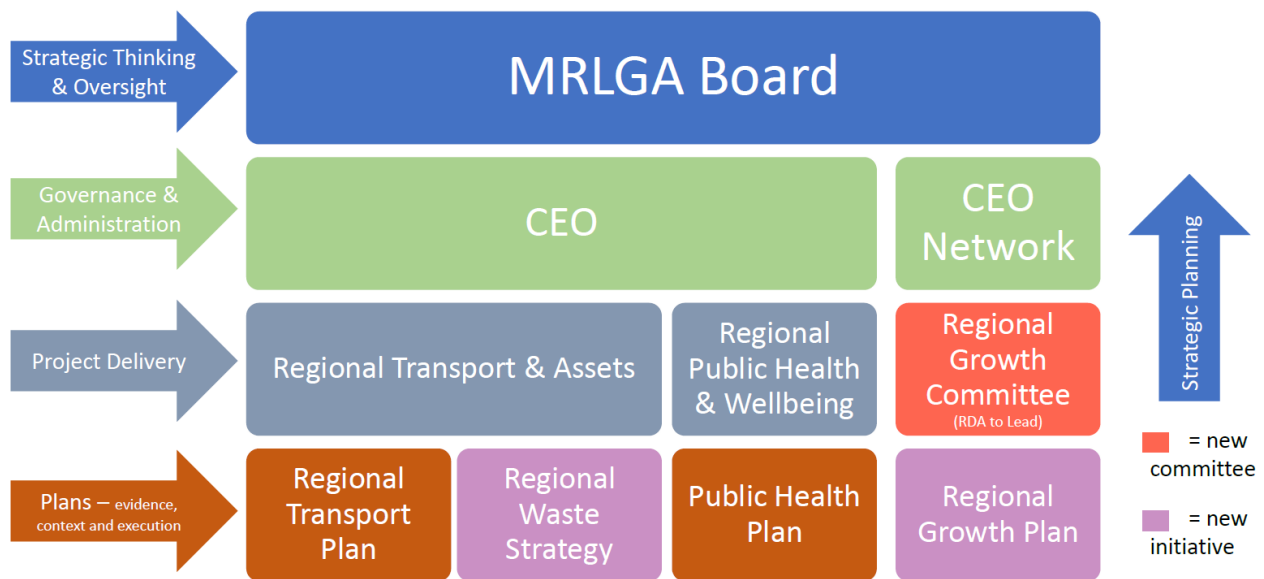 Strategic Thinking
& Oversight
MRLGA Board
Governance &
Administration
CEO
CEO
Network
Project Delivery
Regional Transport & Assets
Regional
Public Health
& Wellbeing
Regional
Growth
Committee
(RDA to Lead)
Plans – evidence,
context and execution
Regional
Transport
Plan
Regional
Waste
Strategy
Public Health
Plan
Regional
Growth Plan
Strategic Planning
= new
committee
= new
initiative